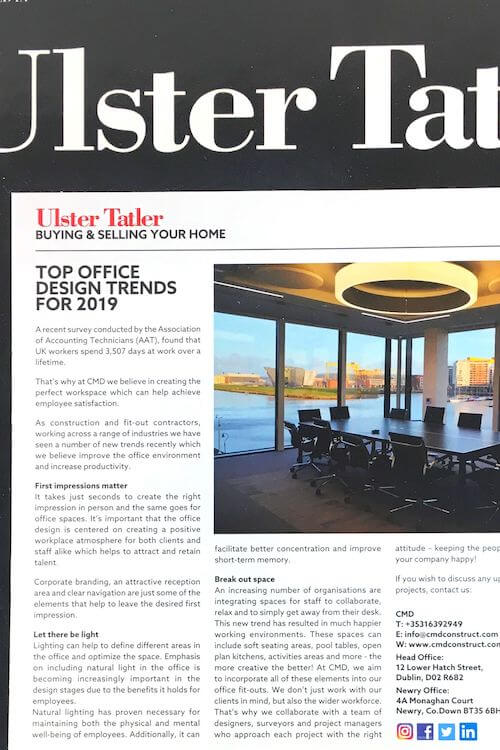 Ulster Tat
Ulster Tatler
BUYING & SELLING YOUR HOME
TOP OFFICE
DESIGN TRENDS
FOR 2019
A recent survey conducted by the Association
of Accounting Technicians (AAT), found that
UK workers spend 3,507 days at work over a
lifetime.
That's why at CMD we believe in creating the
perfect workspace which can help achieve
employee satisfaction.
As construction and fit-out contractors,
working across a range of industries we have
seen a number of new trends recently which
we believe improve the office environment
and increase productivity.
First impressions matter
It takes just seconds to create the right
impression in person and the same goes for
office spaces. It's important that the office
design is centered on creating a positive
workplace atmosphere for both clients and
staff alike which helps to attract and retain
talent.
Corporate branding, an attractive reception
area and clear navigation are just some of the
elements that help to leave the desired first
impression.
Let there be light
Lighting can help to define different areas in
the office and optimize the space. Emphasis
on including natural light in the office is
becoming increasingly important in the
design stages due to the benefits it holds for
employees.
Natural lighting has proven necessary for
maintaining both the physical and mental
well-being of employees. Additionally, it can
facilitate better concentration and improve
short-term memory.
Break out space
An increasing number of organisations are
integrating spaces for staff to collaborate,
relax and to simply get away from their desk.
This new trend has resulted in much happier
working environments. These spaces can
include soft seating areas, pool tables, open
plan kitchens, activities areas and more - the
more creative the better! At CMD, we aim
to incorporate all of these elements into our
office fit-outs. We don't just work with our
clients in mind, but also the wider workforce.
That's why we collaborate with a team of
designers, surveyors and project managers
who approach each project with the right
attitude – keeping the peop
your company happy!
If you wish to discuss any up
projects, contact us:
CMD
T: +35316392949
E: info@cmdconstruct.com
W: www.cmdconstruct.com
Head Office:
12 Lower Hatch Street,
Dublin, D02 R682
Newry Office:
4A Monaghan Court
Newry, Co.Down BT35 6BH